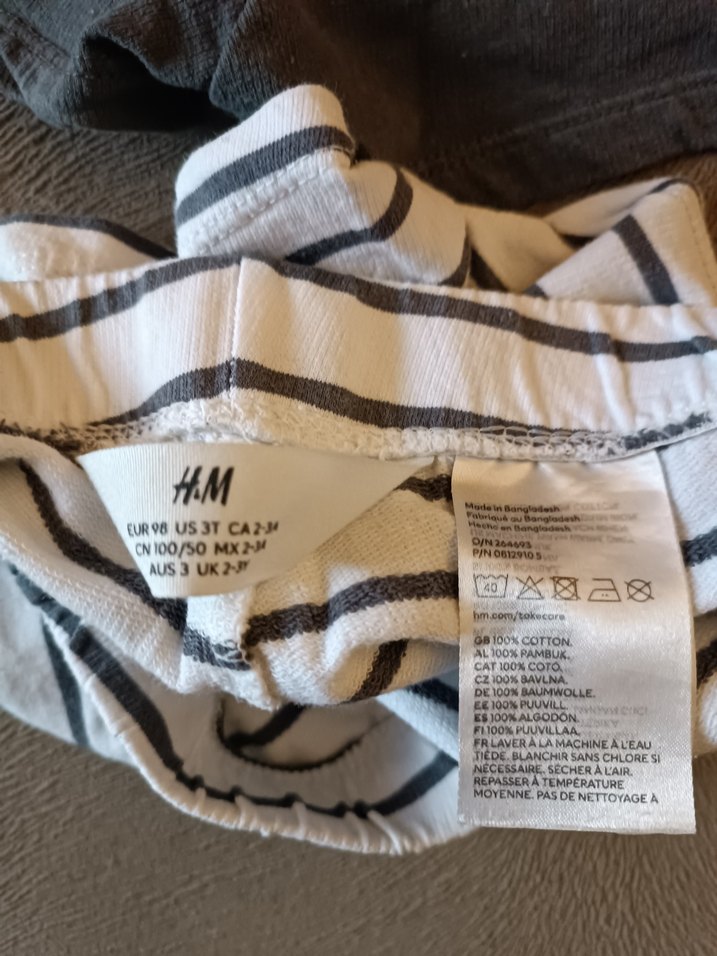 H&M
EUR 98 US 3T CA 2-3A
CN 100/50 MX 2-3A
AUS 3 UK 2-3Y
Made in Bangladesh
Fabriqué au Bangladesh
Hecho en Bangladesh
O/N 264693
P/N 0812910 5
40
hm.com/takecare
GB 100% COTTON.
AL 100% PAMBUK.
CAT 100% COTÓ.
CZ 100% BAVLNA.
DE 100% BAUMWOLLE.
EE 100% PUUVILL.
ES 100% ALGODÓN.
FI 100% PUUVILLAA.
FR LAVER À LA MACHINE À L'EAU
TIÈDE. BLANCHIR SANS CHLORE SI
NÉCESSAIRE. SÉCHER À L'AIR.
REPASSER À TEMPÉRATURE
MOYENNE. PAS DE NETTOYAGE À